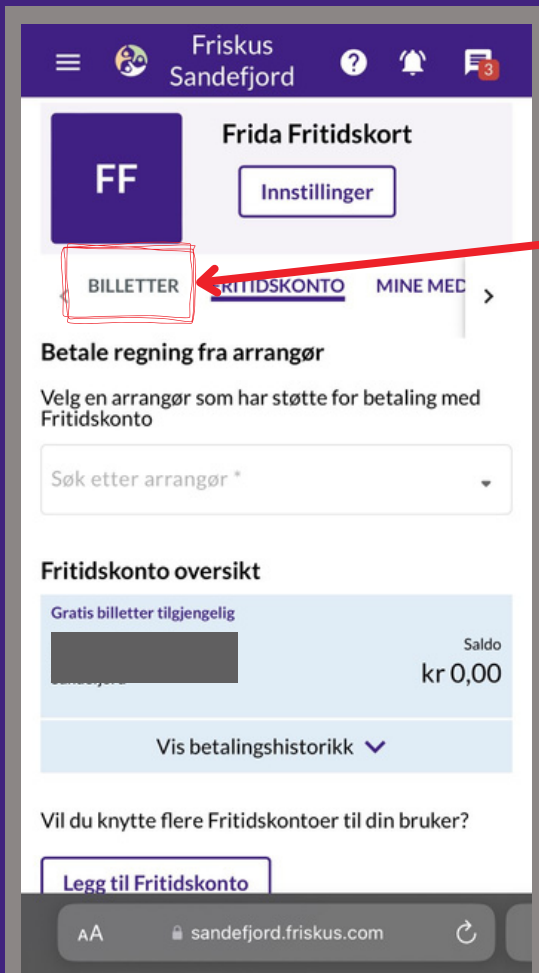 Friskus
Sandefjord
3
Frida Fritidskort
FF
Innstillinger
BILLETTER FRITIDSKONTO MINE MED
Betale regning fra arrangør
Velg en arrangør som har støtte for betaling med
Fritidskonto
Søk etter arrangør *
Fritidskonto oversikt
Gratis billetter tilgjengelig
Saldo
kr 0,00
Vis betalingshistorikk
Vil du knytte flere Fritidskontoer til din bruker?
Legg til Fritidskonto
AA sandefjord.friskus.com